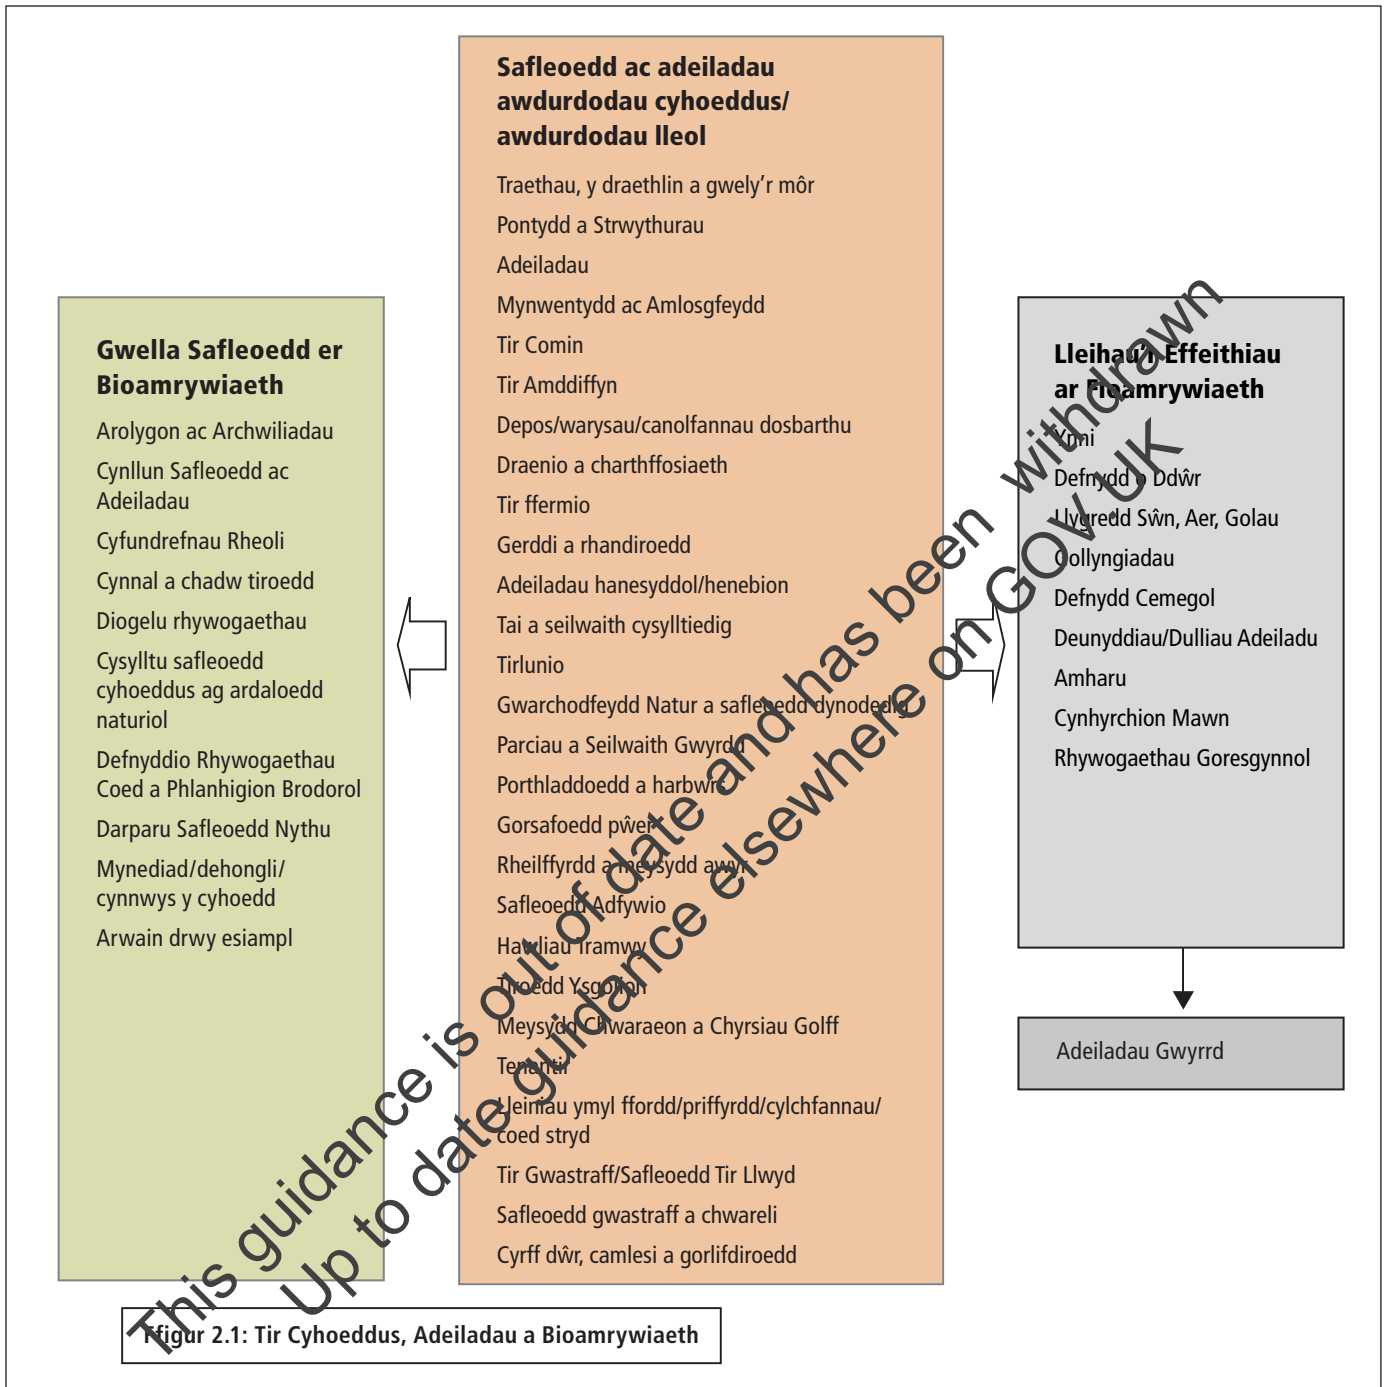 Safleoedd ac adeiladau
awdurdodau cyhoeddus/
awdurdodau lleol
Traethau, y draethlin a gwely'r môr
Pontydd a Strwythurau
Adeiladau
Mynwentydd ac Amlosgfeydd
Tir Comin
Tir Amddiffyn
Depos/warysau/canolfannau dosbarthu
Draenio a charthffosiaeth
Tir ffermio
Gerddi a rhandiroedd
Adeiladau hanesyddol/henebion
Tai a seilwaith cysylltiedig
Tirlunio
Gwarchodfeydd Natur a safleoedd dynodedig
Parciau a Seilwaith Gwyrdd
Porthladdoedd a harbwrs
Gorsafoedd pŵer
Rheilffyrdd a meysydd awyr
Safleoedd Adfywio
Hawliau Tramwy
Tiroedd Ysgolion
Meysydd Chwaraeon a Chyrsiau Golff
Tenantir
Lleiniau ymyl ffordd/priffyrdd/cylchfannau/
coed stryd
Tir Gwastraff/Safleoedd Tir Llwyd
Safleoedd gwastraff a chwareli
Cyrff dŵr, camlesi a gorlifdiroedd
Gwella Safleoedd er
Bioamrywiaeth
Arolygon ac Archwiliadau
Cynllun Safleoedd ac
Adeiladau
Cyfundrefnau Rheoli
Cynnal a chadw tiroedd
Diogelu rhywogaethau
Cysylltu safleoedd
cyhoeddus ag ardaloedd
naturiol
Defnyddio Rhywogaethau
Coed a Phlanhigion Brodorol
Darparu Safleoedd Nythu
Mynediad/dehongli/
cynnwys y cyhoedd
Arwain drwy esiampl
Lleihau'r Effeithiau
ar Fioamrywiaeth
Ynni
Defnydd o Ddŵr
Llygredd Sŵn, Aer, Golau
Gollyngiadau
Defnydd Cemegol
Deunyddiau/Dulliau Adeiladu
Amharu
Cynhyrchion Mawn
Rhywogaethau Goresgynnol
Adeiladau Gwyrrd
Ffigur 2.1: Tir Cyhoeddus, Adeiladau a Bioamrywiaeth
This guidance is out of date and has been withdrawn
Up to date guidance elsewhere on GOV.UK